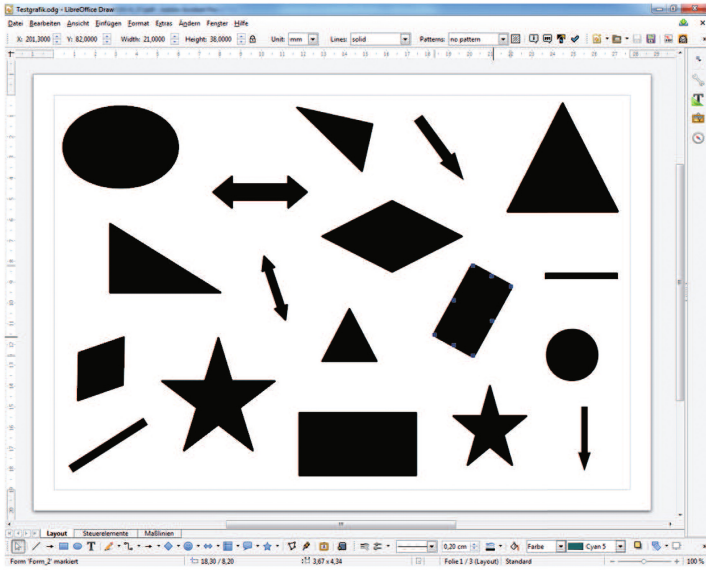 Testgrafik.odg - LibreOffice Draw
Datei Bearbeiten Ansicht Einfügen Format Extras Ändern Fenster Hilfe
X: 201,3000 Y: 82,0000 Width: 21,0000 Height: 38,0000 Unit: mm Lines: solid Patterns: no pattern
Layout Steuerelemente Maßlinien
T 0,20 cm Farbe Cyan 5
Form 'Form_2' markiert 18,30 / 8,20 3,67 x 4,34 Folie 1 / 3 (Layout) Standard 100 %